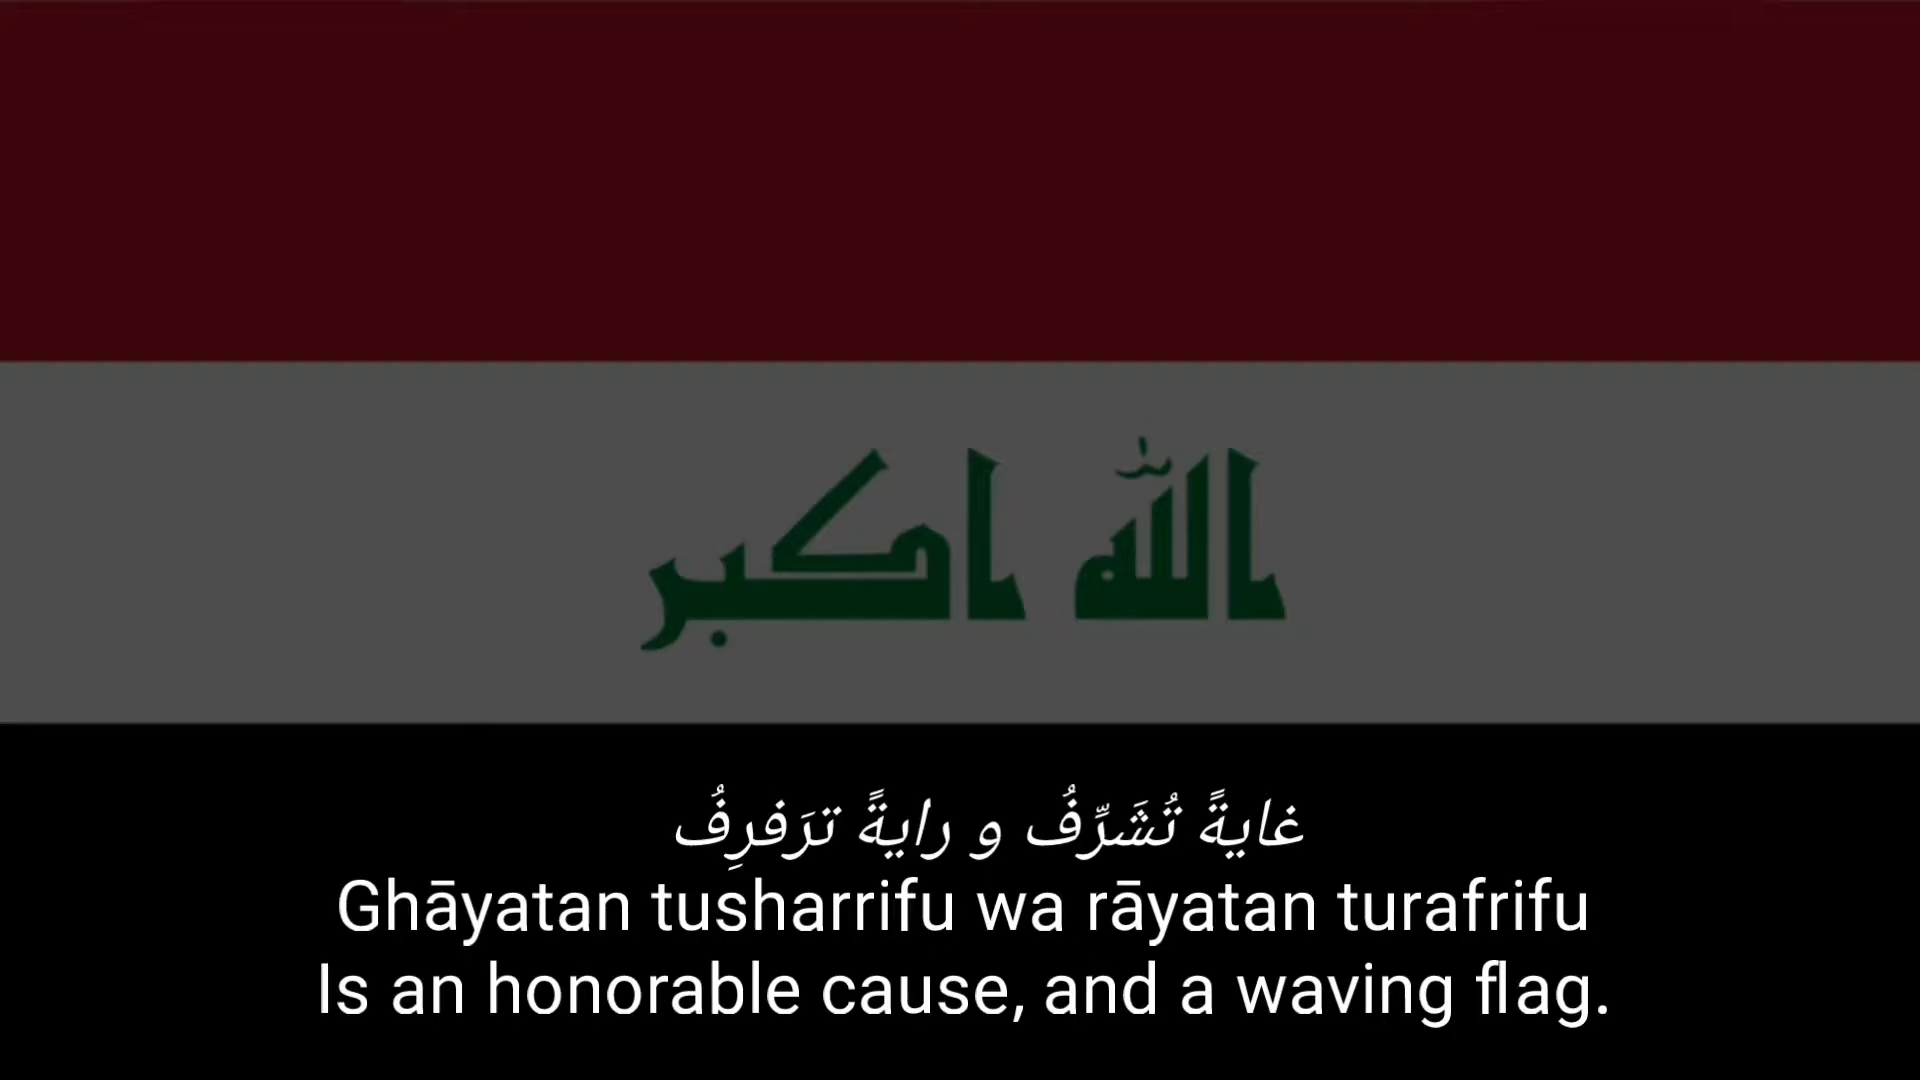 الله اكبر
غايةً تُشَرِّفُ و رايةً ترَفرِفُ
Ghāyatan tusharrifu wa rāyatan turafrifu
Is an honorable cause, and a waving flag.